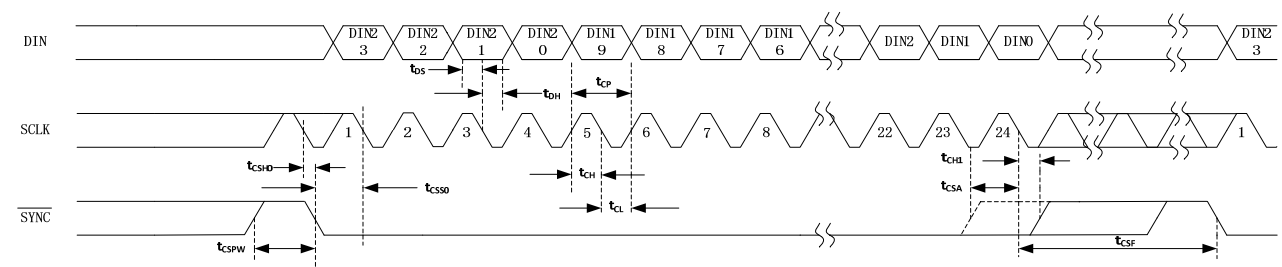 DIN
DIN2
3
DIN2
2
DIN2
1
DIN2
0
DIN1
9
DIN1
8
DIN1
7
DIN1
6
DIN2
DIN1
DIN0
DIN2
3
tDS
tDH
tCP
SCLK
1
2
3
4
5
6
7
8
22
23
24
1
tCSH0
tCSS0
tCH
tCL
tCH1
tCSA
SYNC
tCSPW
tCSF